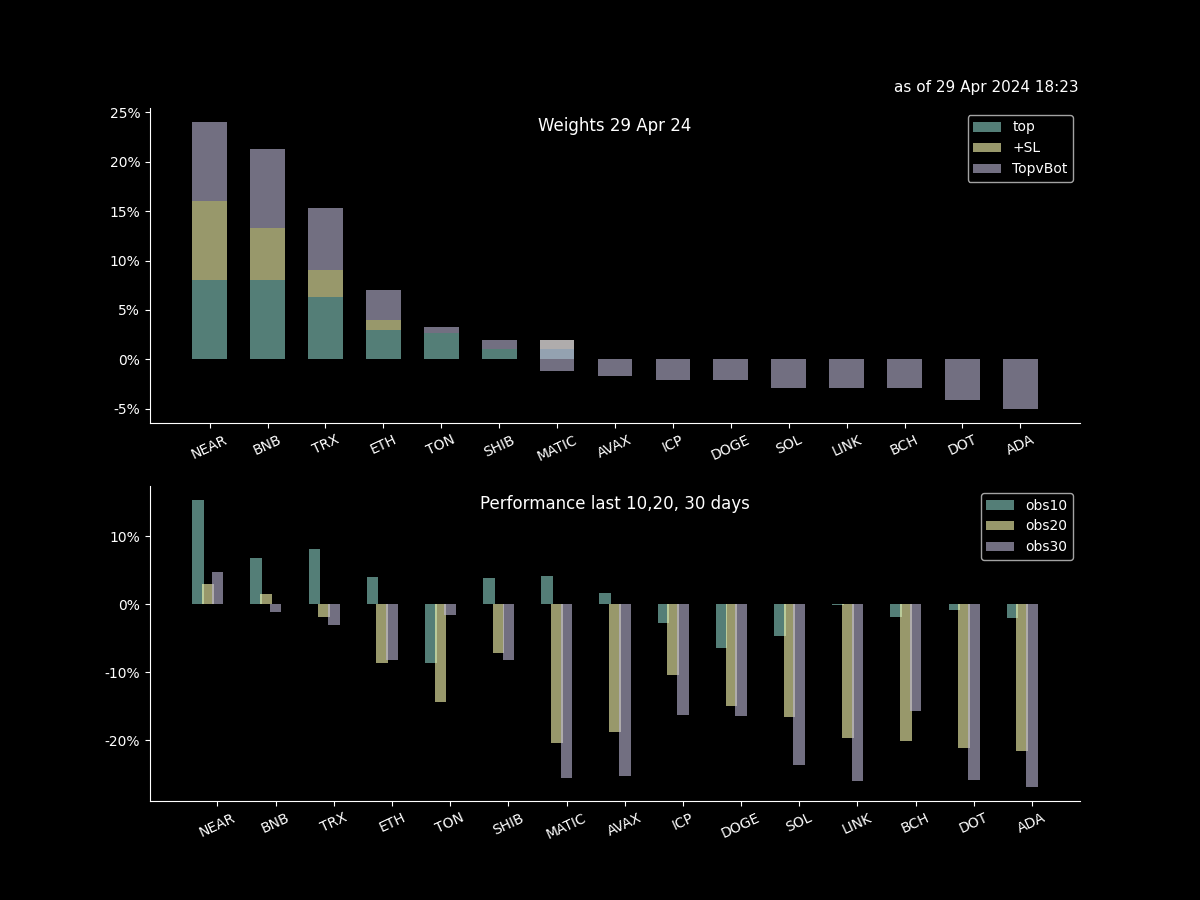 as of 29 Apr 2024 18:23
Weights 29 Apr 24
top
+SL
TopvBot
25%
20%
15%
10%
5%
0%
-5%
NEAR BNB TRX ETH TON SHIB MATIC AVAX ICP DOGE SOL LINK BCH DOT ADA
Performance last 10,20, 30 days
obs10
obs20
obs30
10%
0%
-10%
-20%
NEAR BNB TRX ETH TON SHIB MATIC AVAX ICP DOGE SOL LINK BCH DOT ADA